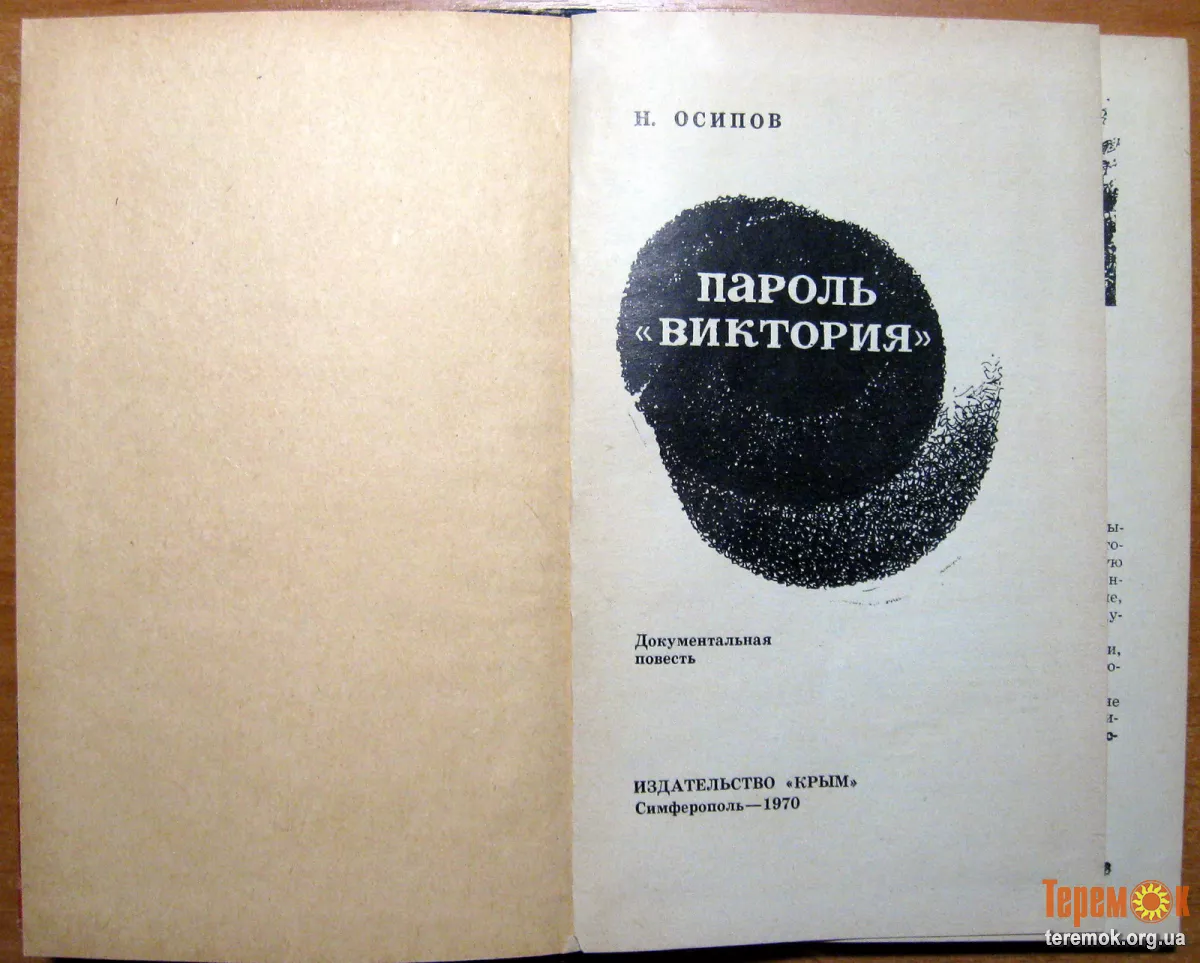 Н. ОСИПОВ
ПАРОЛЬ
«ВИКТОРИЯ»
Документальная
повесть
ИЗДАТЕЛЬСТВО «КРЫМ»
Симферополь—1970
Теремок
teremok.org.ua